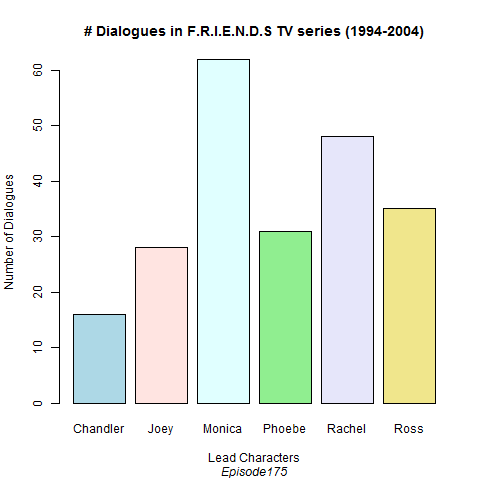 # Dialogues in F.R.I.E.N.D.S TV series (1994-2004)
Number of Dialogues
60
50
40
30
20
10
0
Chandler Joey Monica Phoebe Rachel Ross
Lead Characters
Episode175